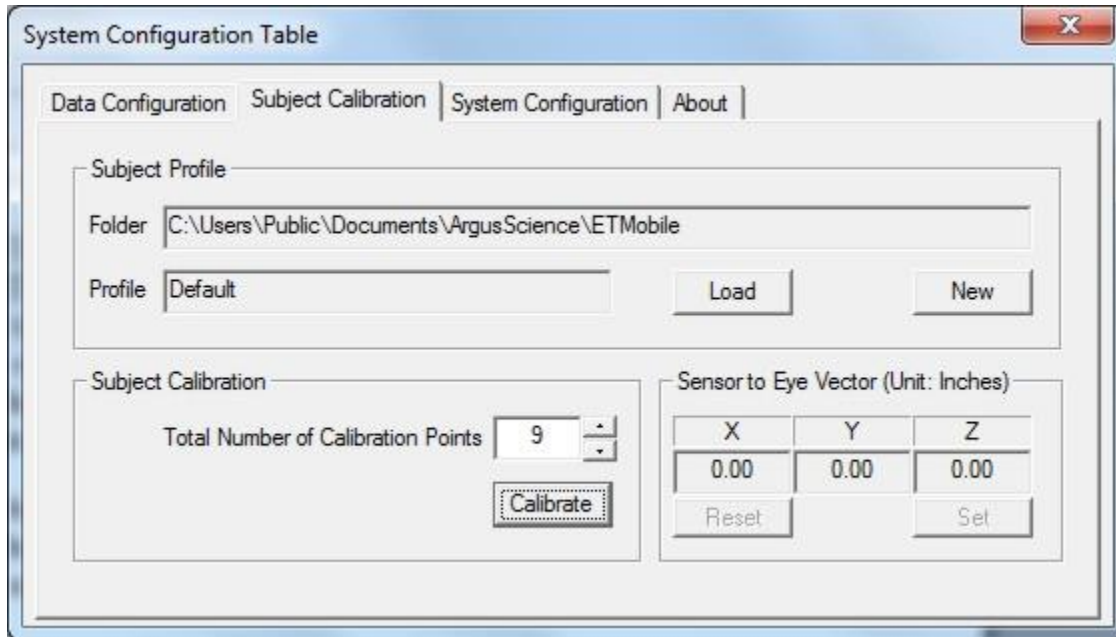 System Configuration Table
Data Configuration Subject Calibration System Configuration About
Subject Profile
Folder C:\Users\Public\Documents\ArgusScience\ETMobile
Profile Default Load New
Subject Calibration
Total Number of Calibration Points 9
Calibrate
Sensor to Eye Vector (Unit: Inches)
X Y Z
0.00 0.00 0.00
Reset Set